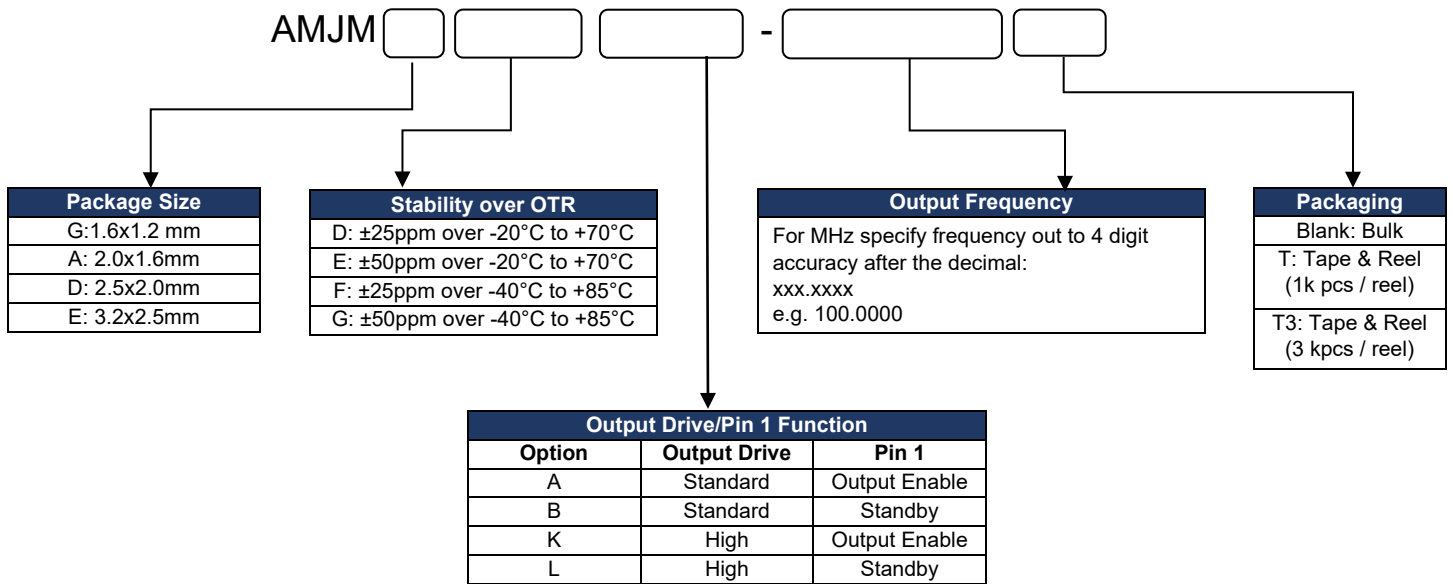 AMJM -
Package Size
G:1.6x1.2 mm
A: 2.0x1.6mm
D: 2.5x2.0mm
E: 3.2x2.5mm
Stability over OTR
D: ±25ppm over -20°C to +70°C
E: ±50ppm over -20°C to +70°C
F: ±25ppm over -40°C to +85°C
G: ±50ppm over -40°C to +85°C
Output Frequency
For MHz specify frequency out to 4 digit
accuracy after the decimal:
xxx.xxxx
e.g. 100.0000
Packaging
Blank: Bulk
T: Tape & Reel
(1k pcs / reel)
T3: Tape & Reel
(3 kpcs / reel)
Output Drive/Pin 1 Function
Option Output Drive Pin 1
A Standard Output Enable
B Standard Standby
K High Output Enable
L High Standby